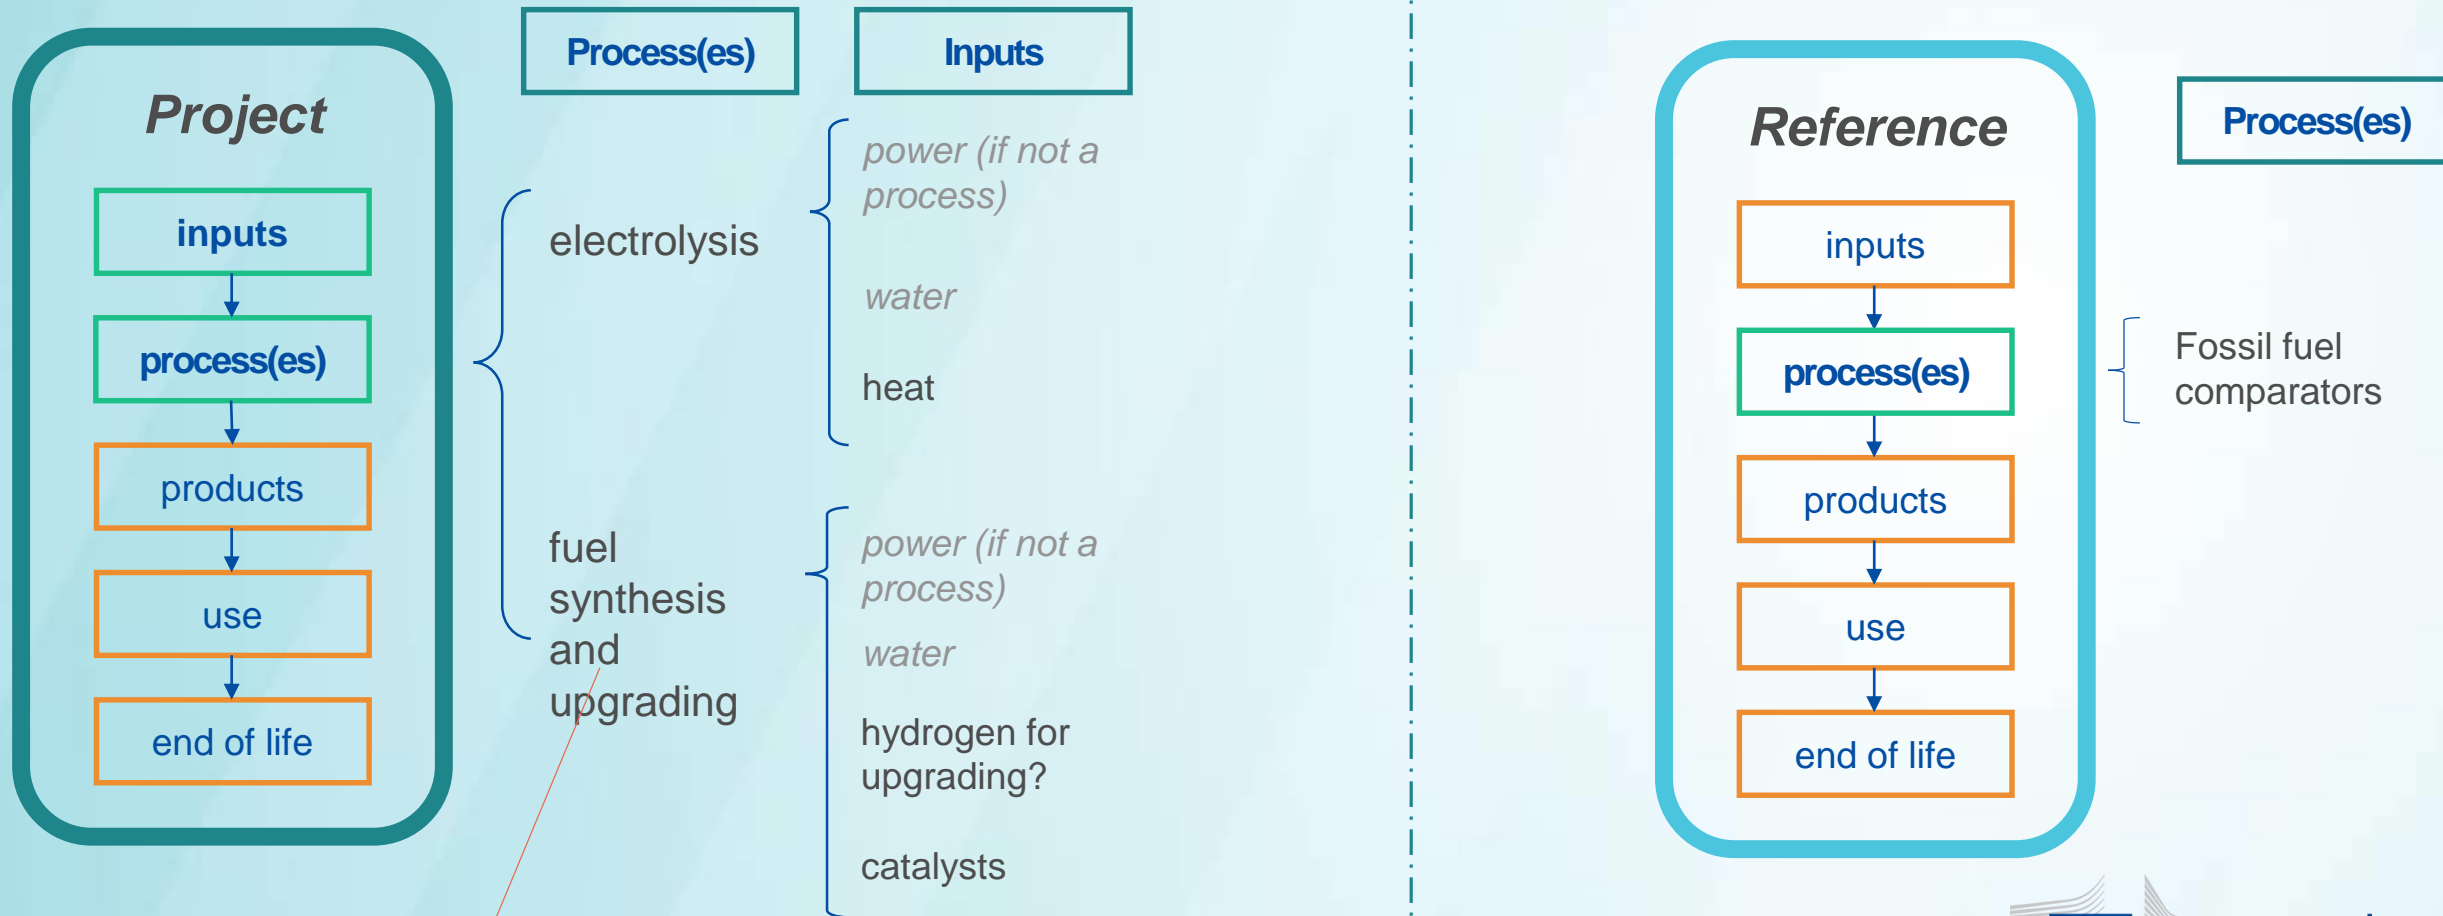 Project
inputs
process(es)
products
use
end of life
Process(es)
electrolysis
fuel
synthesis
and
upgrading
Inputs
power (if not a
process)
water
heat
power (if not a
process)
water
hydrogen for
upgrading?
catalysts
Reference
inputs
process(es)
products
use
end of life
Process(es)
Fossil fuel
comparators